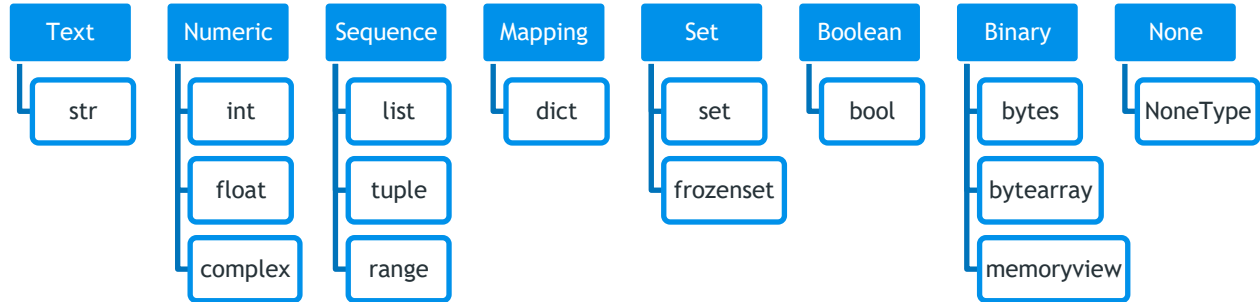 Text
str
Numeric
int
float
complex
Sequence
list
tuple
range
Mapping
dict
Set
set
frozenset
Boolean
bool
Binary
bytes
bytearray
memoryview
None
NoneType